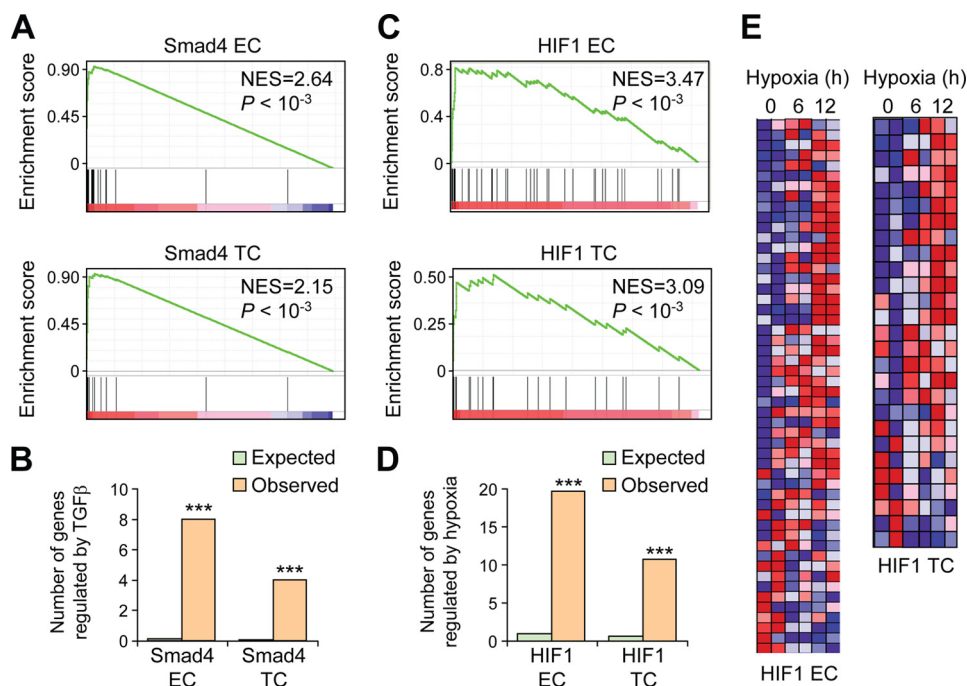 A
Smad4 EC
Enrichment score
0.90
0.45
0
NES=2.64
P < 10-3
Smad4 TC
Enrichment score
0.90
0.45
0
NES=2.15
P < 10-3
B
Expected
Observed
Number of genes
regulated by TGFβ
10
8
6
4
2
0
***
***
Smad4
EC
Smad4
TC
C
HIF1 EC
Enrichment score
0.8
0.4
0
NES=3.47
P < 10-3
HIF1 TC
Enrichment score
0.50
0.25
0
NES=3.09
P < 10-3
D
Expected
Observed
Number of genes
regulated by hypoxia
20
15
10
5
0
***
***
HIF1
EC
HIF1
TC
E
Hypoxia (h)
0 6 12
HIF1 EC
Hypoxia (h)
0 6 12
HIF1 TC